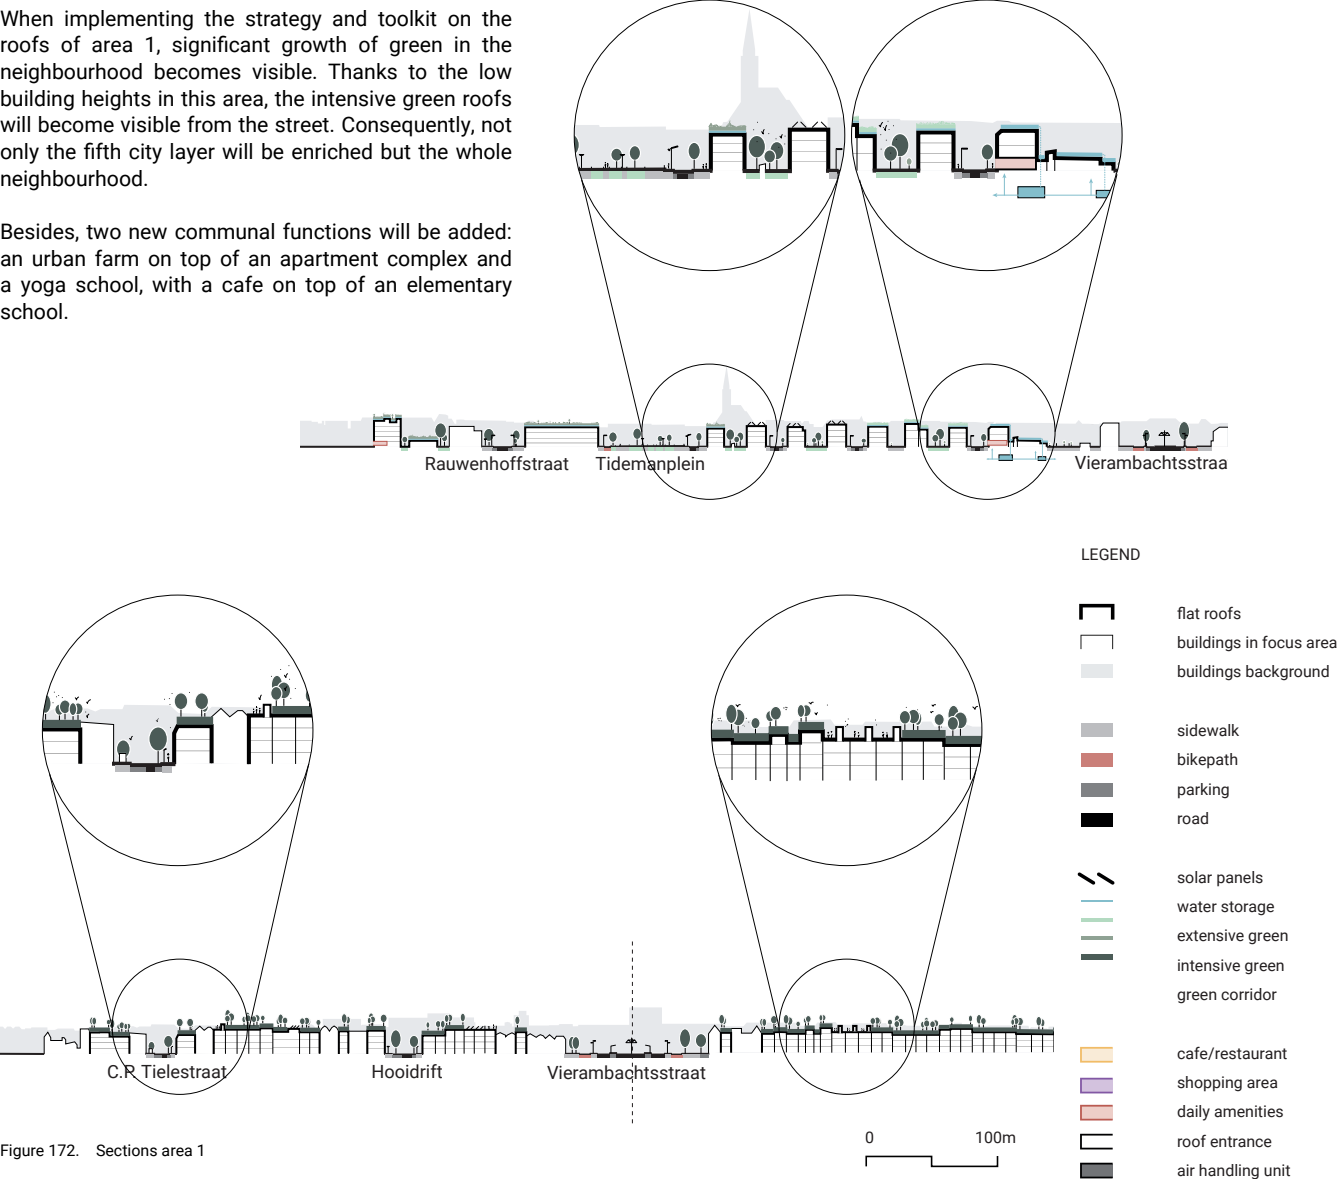 When implementing the strategy and toolkit on the
roofs of area 1, significant growth of green in the
neighbourhood becomes visible. Thanks to the low
building heights in this area, the intensive green roofs
will become visible from the street. Consequently, not
only the fifth city layer will be enriched but the whole
neighbourhood.
Besides, two new communal functions will be added:
an urban farm on top of an apartment complex and
a yoga school, with a cafe on top of an elementary
school.
Rauwenhoffstraat
Tidemanplein
Vierambachtsstraa
LEGEND
flat roofs
buildings in focus area
buildings background
sidewalk
bikepath
parking
road
solar panels
water storage
extensive green
intensive green
green corridor
cafe/restaurant
shopping area
daily amenities
roof entrance
air handling unit
C.P. Tielestraat
Hooidrift
Vierambachtsstraat
0 100m
Figure 172. Sections area 1